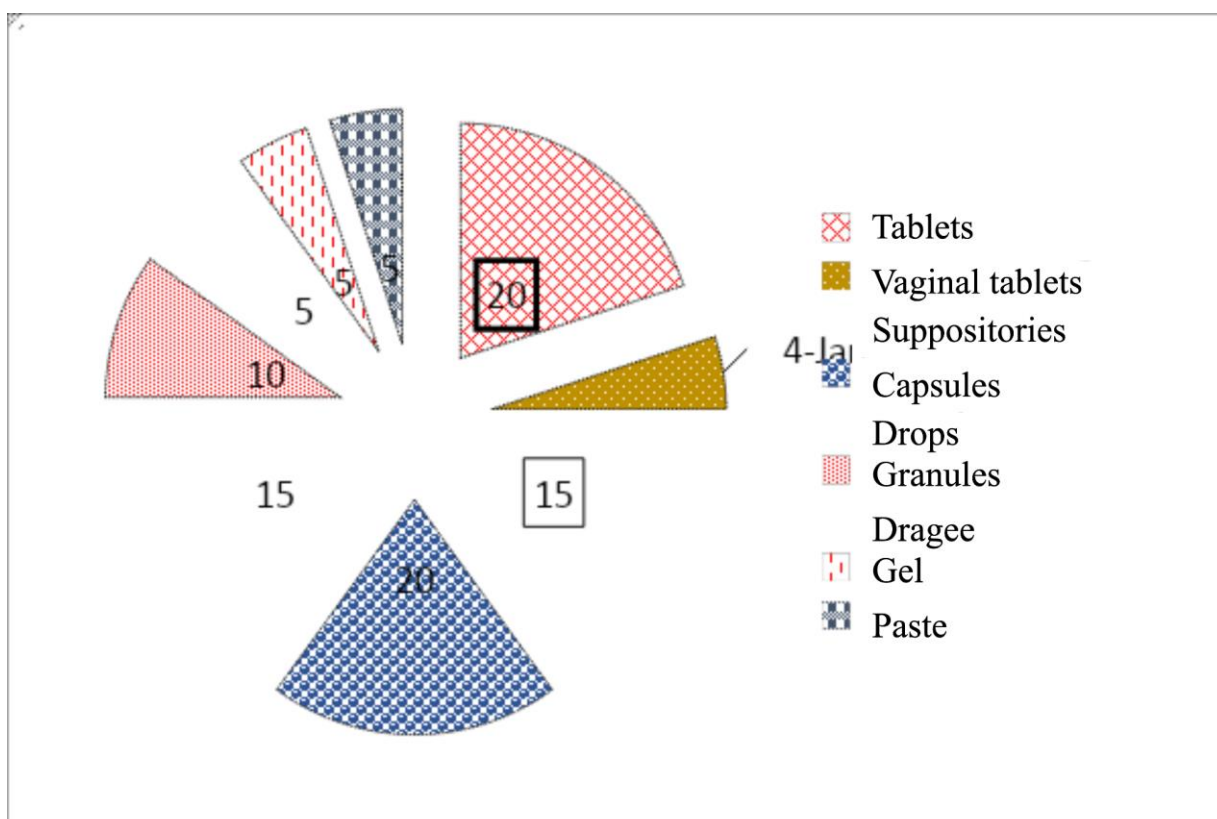 5
5
20
5
10
4-Jan
15
15
20
Tablets
Vaginal tablets
Suppositories
Capsules
Drops
Granules
Dragee
Gel
Paste